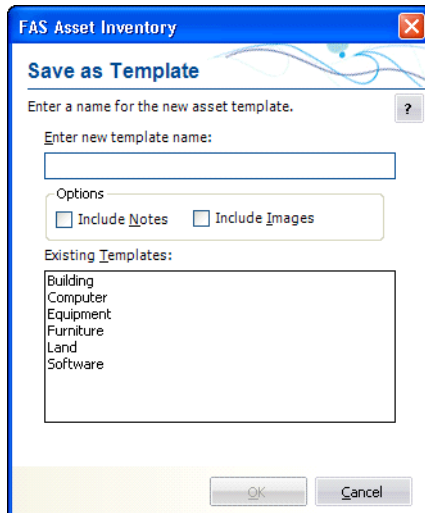 FAS Asset Inventory
Save as Template
Enter a name for the new asset template.
?
Enter new template name:
Options
Include Notes Include Images
Existing Templates:
Building
Computer
Equipment
Furniture
Land
Software
OK Cancel